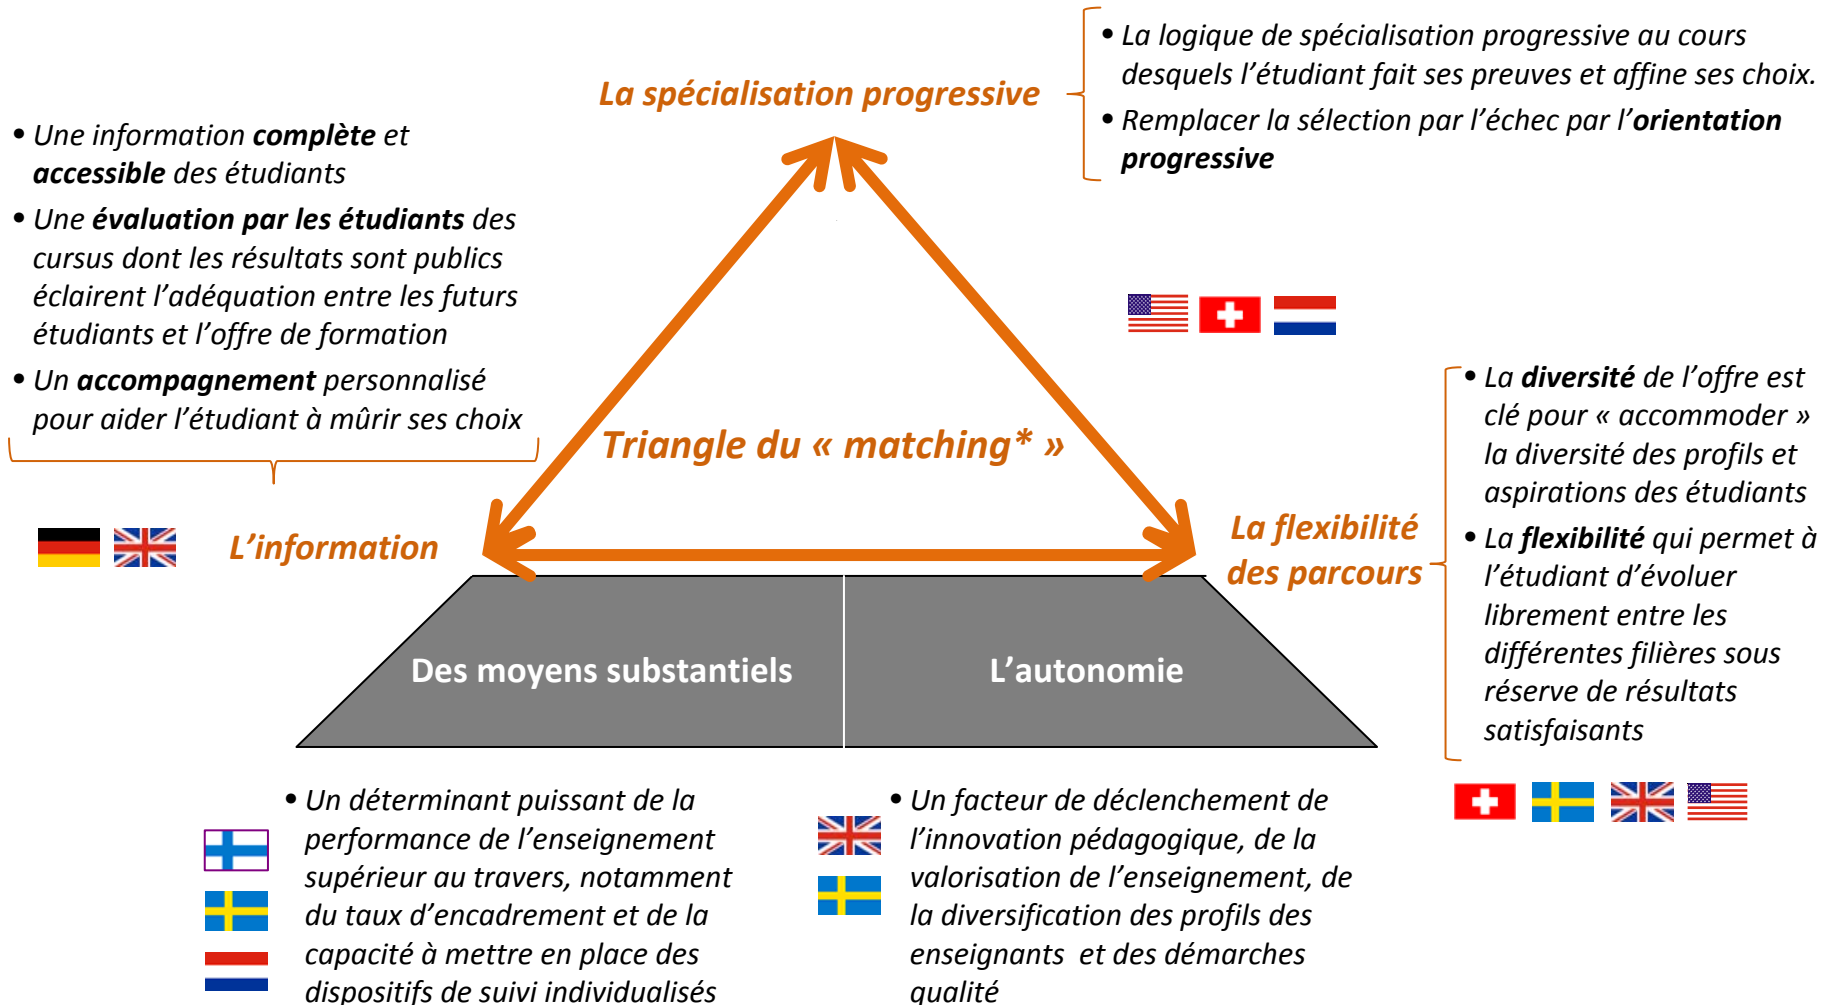 La spécialisation progressive
• La logique de spécialisation progressive au cours
desquels l’étudiant fait ses preuves et affine ses choix.
• Remplacer la sélection par l’échec par l’orientation
progressive
• Une information complète et
accessible des étudiants
• Une évaluation par les étudiants des
cursus dont les résultats sont publics
éclairent l’adéquation entre les futurs
étudiants et l’offre de formation
• Un accompagnement personnalisé
pour aider l’étudiant à mûrir ses choix
Triangle du « matching* »
L’information
La flexibilité
des parcours
• La diversité de l’offre est
clé pour « accommoder »
la diversité des profils et
aspirations des étudiants
• La flexibilité qui permet à
l’étudiant d’évoluer
librement entre les
différentes filières sous
réserve de résultats
satisfaisants
Des moyens substantiels
L’autonomie
• Un déterminant puissant de la
performance de l’enseignement
supérieur au travers, notamment
du taux d’encadrement et de la
capacité à mettre en place des
dispositifs de suivi individualisés
• Un facteur de déclenchement de
l’innovation pédagogique, de la
valorisation de l’enseignement, de
la diversification des profils des
enseignants  et des démarches
qualité